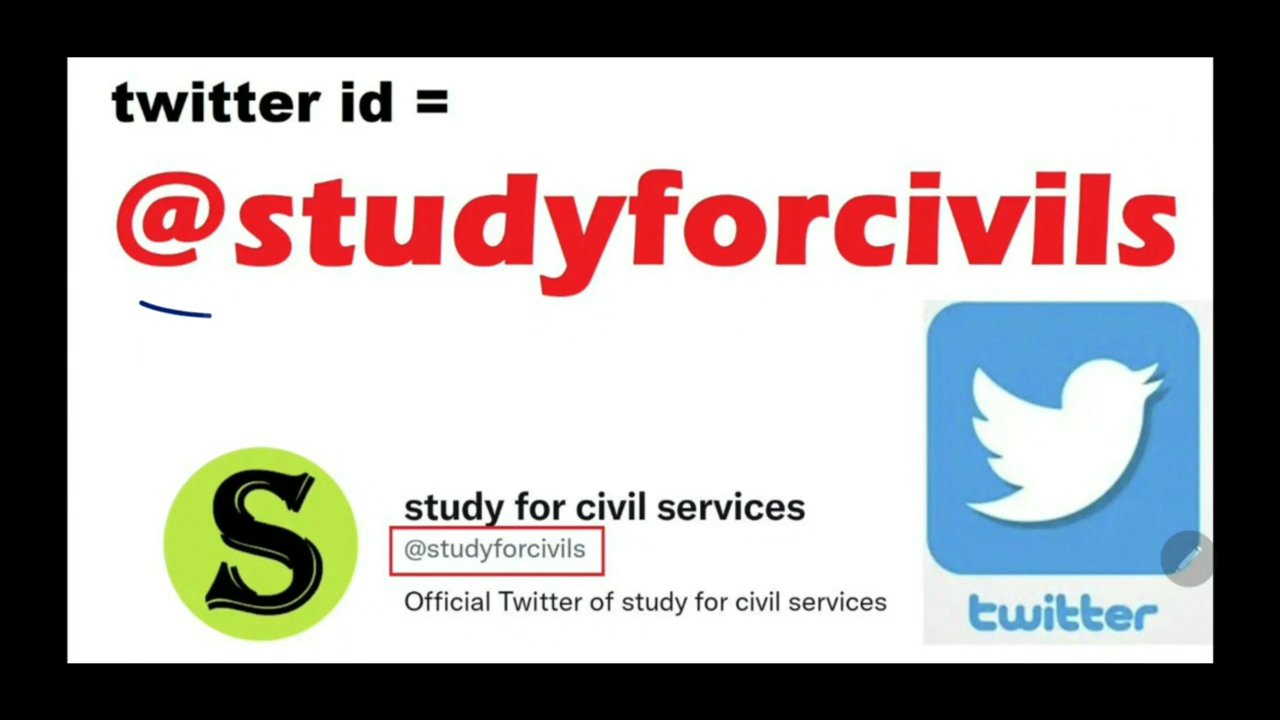 twitter id =
@studyforcivils
S
study for civil services
@studyforcivils
Official Twitter of study for civil services
twitter